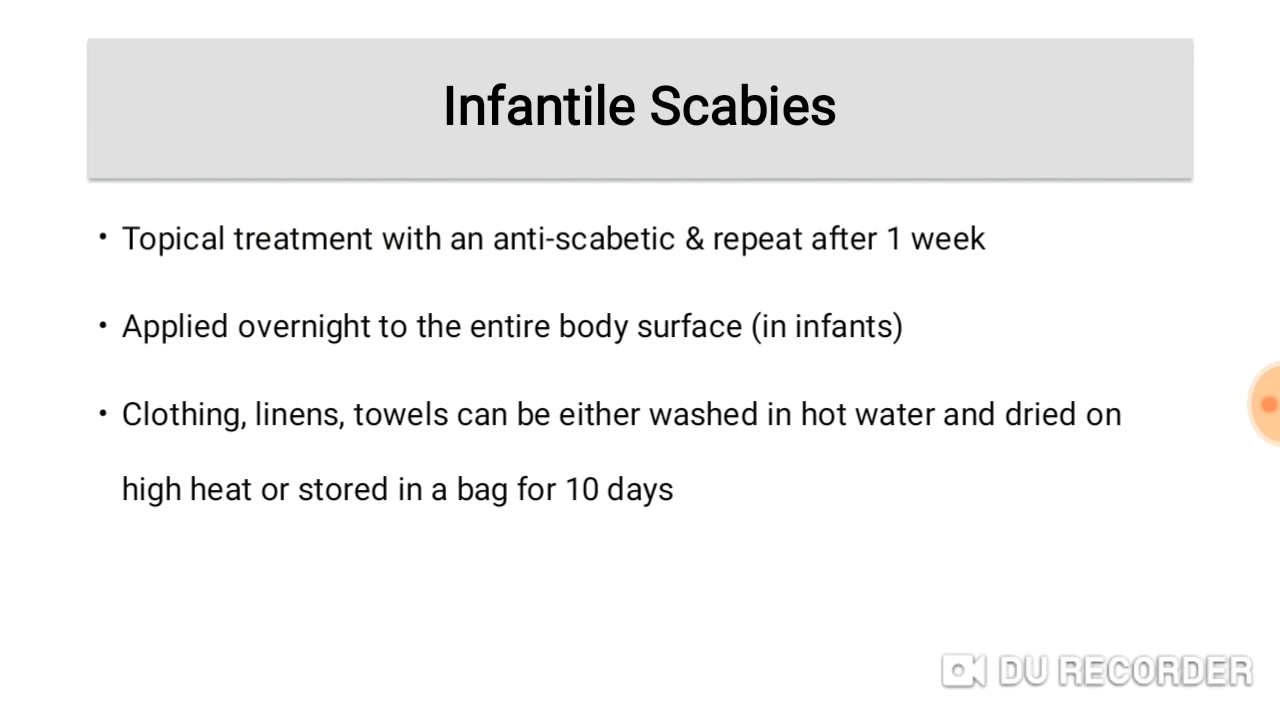 Infantile Scabies
• Topical treatment with an anti-scabetic & repeat after 1 week
• Applied overnight to the entire body surface (in infants)
• Clothing, linens, towels can be either washed in hot water and dried on
high heat or stored in a bag for 10 days
DU RECORDER